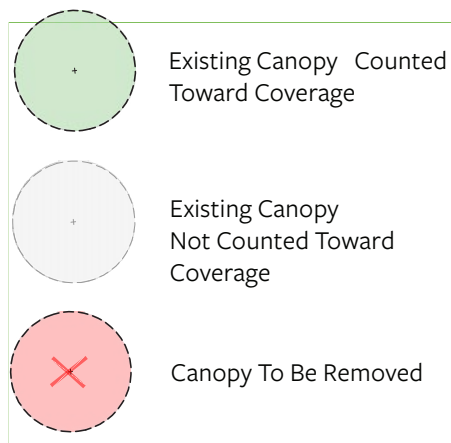 Existing Canopy Counted
Toward Coverage
Existing Canopy
Not Counted Toward
Coverage
Canopy To Be Removed